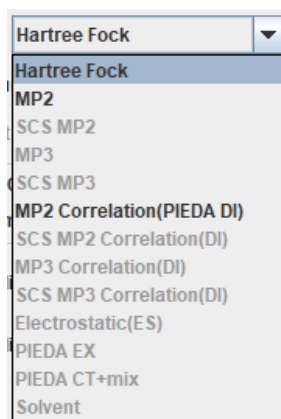 Hartree Fock
Hartree Fock
MP2
SCS MP2
MP3
SCS MP3
MP2 Correlation(PIEDA DI)
SCS MP2 Correlation(DI)
MP3 Correlation(DI)
SCS MP3 Correlation(DI)
Electrostatic(ES)
PIEDA EX
PIEDA CT+mix
Solvent